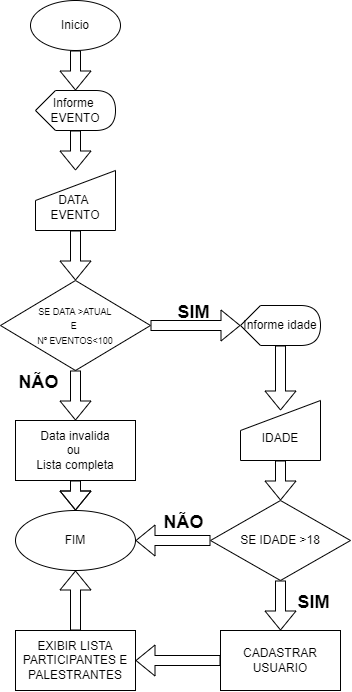 Inicio
Informe
EVENTO
DATA
EVENTO
SE DATA >ATUAL
E
Nº EVENTOS<100
SIM
Informe idade
NÃO
Data invalida
ou
Lista completa
IDADE
FIM
NÃO
SE IDADE >18
SIM
EXIBIR LISTA
PARTICIPANTES E
PALESTRANTES
CADASTRAR
USUARIO